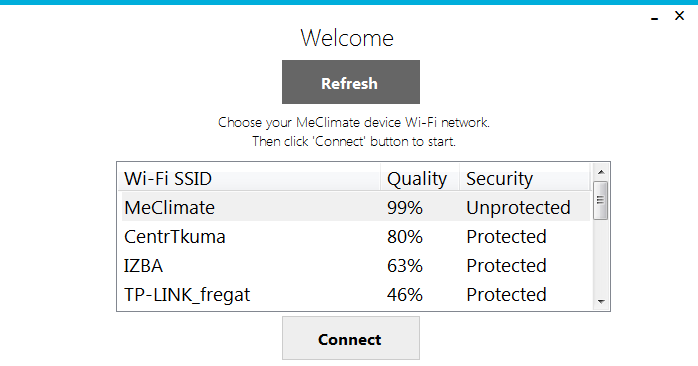 Welcome
Refresh
Choose your MeClimate device Wi-Fi network.
Then click 'Connect' button to start.
Wi-Fi SSID Quality Security
MeClimate 99% Unprotected
CentrTkuma 80% Protected
IZBA 63% Protected
TP-LINK_fregat 46% Protected
Connect